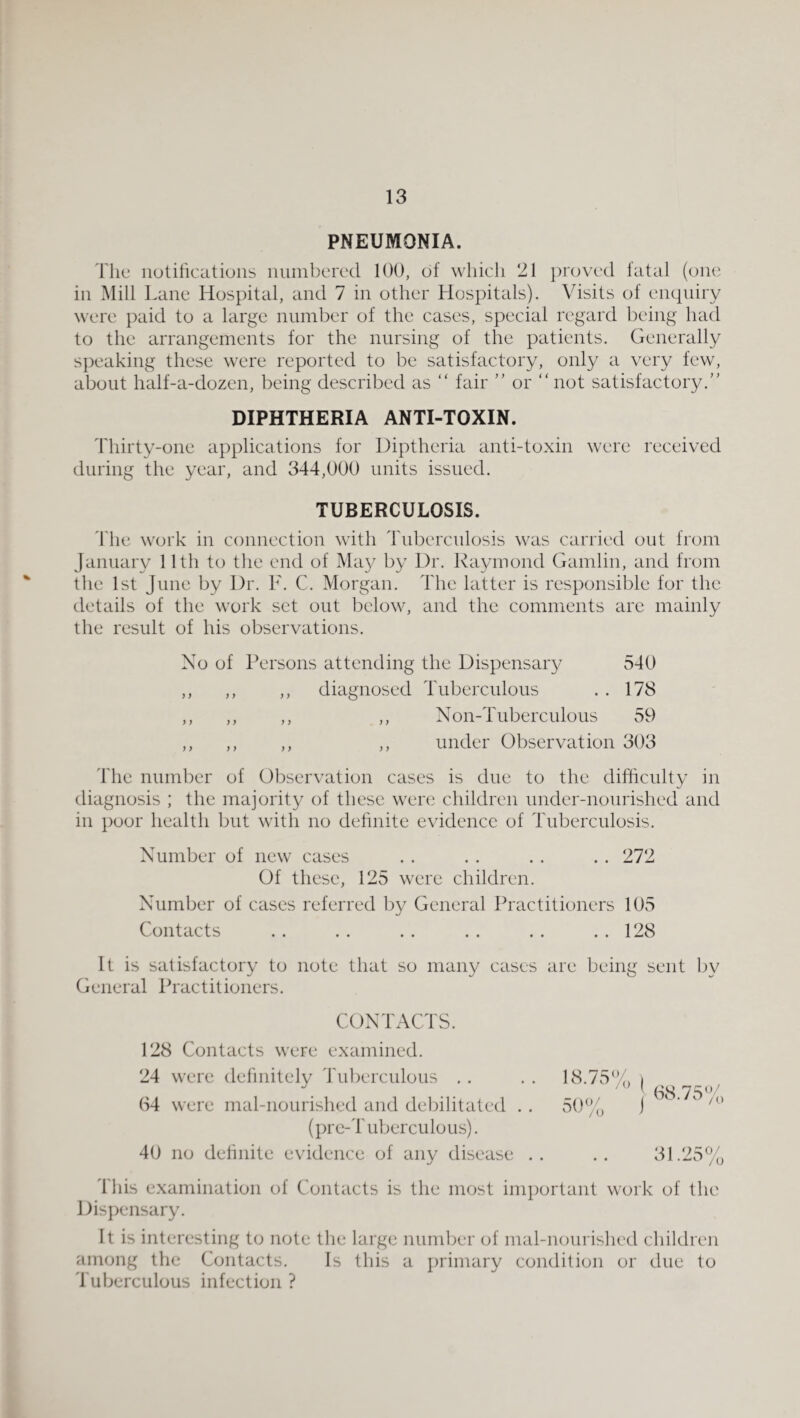 13
PNEUMONIA.
The notifications numbered 100, of which 21 proved fatal (one
in Mill Lane Hospital, and 7 in other Hospitals). Visits of enquiry
were paid to a large number of the cases, special regard being had
to the arrangements for the nursing of the patients. Generally
speaking these were reported to be satisfactory, only a very few,
about half-a-dozen, being described as “ fair ” or “ not satisfactory.”
DIPHTHERIA ANTI-TOXIN.
Thirty-one applications for Diptheria anti-toxin were received
during the year, and 344,000 units issued.
TUBERCULOSIS.
The work in connection with Tuberculosis was carried out from
January 11th to the end of May by Dr. Raymond Gamlin, and from
the 1st June by Dr. F. C. Morgan. The latter is responsible for the
details of the work set out below, and the comments are mainly
the result of his observations.
No of Persons attending the Dispensary 540
,, ,, ,, diagnosed Tuberculous .. 178
,, ,, ,, ,, Non-Tuberculous 59
,, ,, ,, ,, under Observation 303
The number of Observation cases is due to the difficulty in
diagnosis ; the majority of these were children under-nourished and
in poor health but with no definite evidence of Tuberculosis.
Number of new cases .. .. .. .. 272
Of these, 125 were children.
Number of cases referred by General Practitioners 105
Contacts .. .. .. .. .. .. 128
It is satisfactory to note that so many cases are being sent by
General Practitioners.
CONTACTS.
128 Contacts were examined.
24 were definitely Tuberculous .. .. 18.75% } 68.75%
64 were mal-nourished and debilitated .. 50% }
(pre-Tuberculous).
40 no definite evidence of any disease .. .. 31.25%
This examination of Contacts is the most important work of the
Dispensary.
It is interesting to note the large number of mal-nourished children
among the Contacts. Is this a primary condition or due to
Tuberculous infection ?